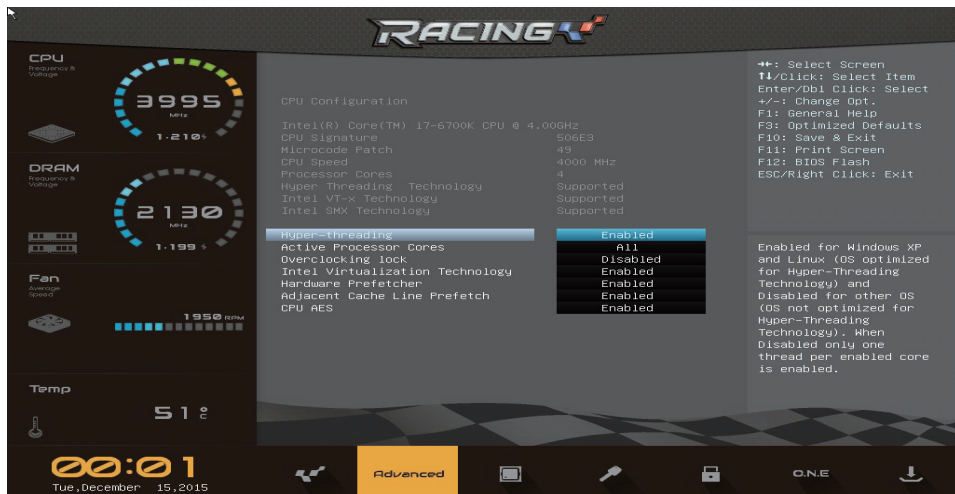 RACING
CPU
Frequency &
Voltage
3995
MHz
1.210 V
DRAM
Frequency &
Voltage
2130
MHz
1.199 V
Fan
Average
Speed
1950 RPM
Temp
51 °C
CPU Configuration
Intel(R) Core(TM) i7-6700K CPU @ 4.00GHz
CPU Signature 506E3
Microcode Patch 49
CPU Speed 4000 MHz
Processor Cores 4
Hyper Threading Technology Supported
Intel VT-x Technology Supported
Intel SMX Technology Supported
Hyper-threading Enabled
Active Processor Cores All
Overclocking lock Disabled
Intel Virtualization Technology Enabled
Hardware Prefetcher Enabled
Adjacent Cache Line Prefetch Enabled
CPU AES Enabled
→←: Select Screen
↑↓/Click: Select Item
Enter/Dbl Click: Select
+/-: Change Opt.
F1: General Help
F3: Optimized Defaults
F10: Save & Exit
F11: Print Screen
F12: BIOS Flash
ESC/Right Click: Exit
Enabled for Windows XP
and Linux (OS optimized
for Hyper-Threading
Technology) and
Disabled for other OS
(OS not optimized for
Hyper-Threading
Technology). When
Disabled only one
thread per enabled core
is enabled.
00:01
Tue,December 15,2015
Advanced
O.N.E